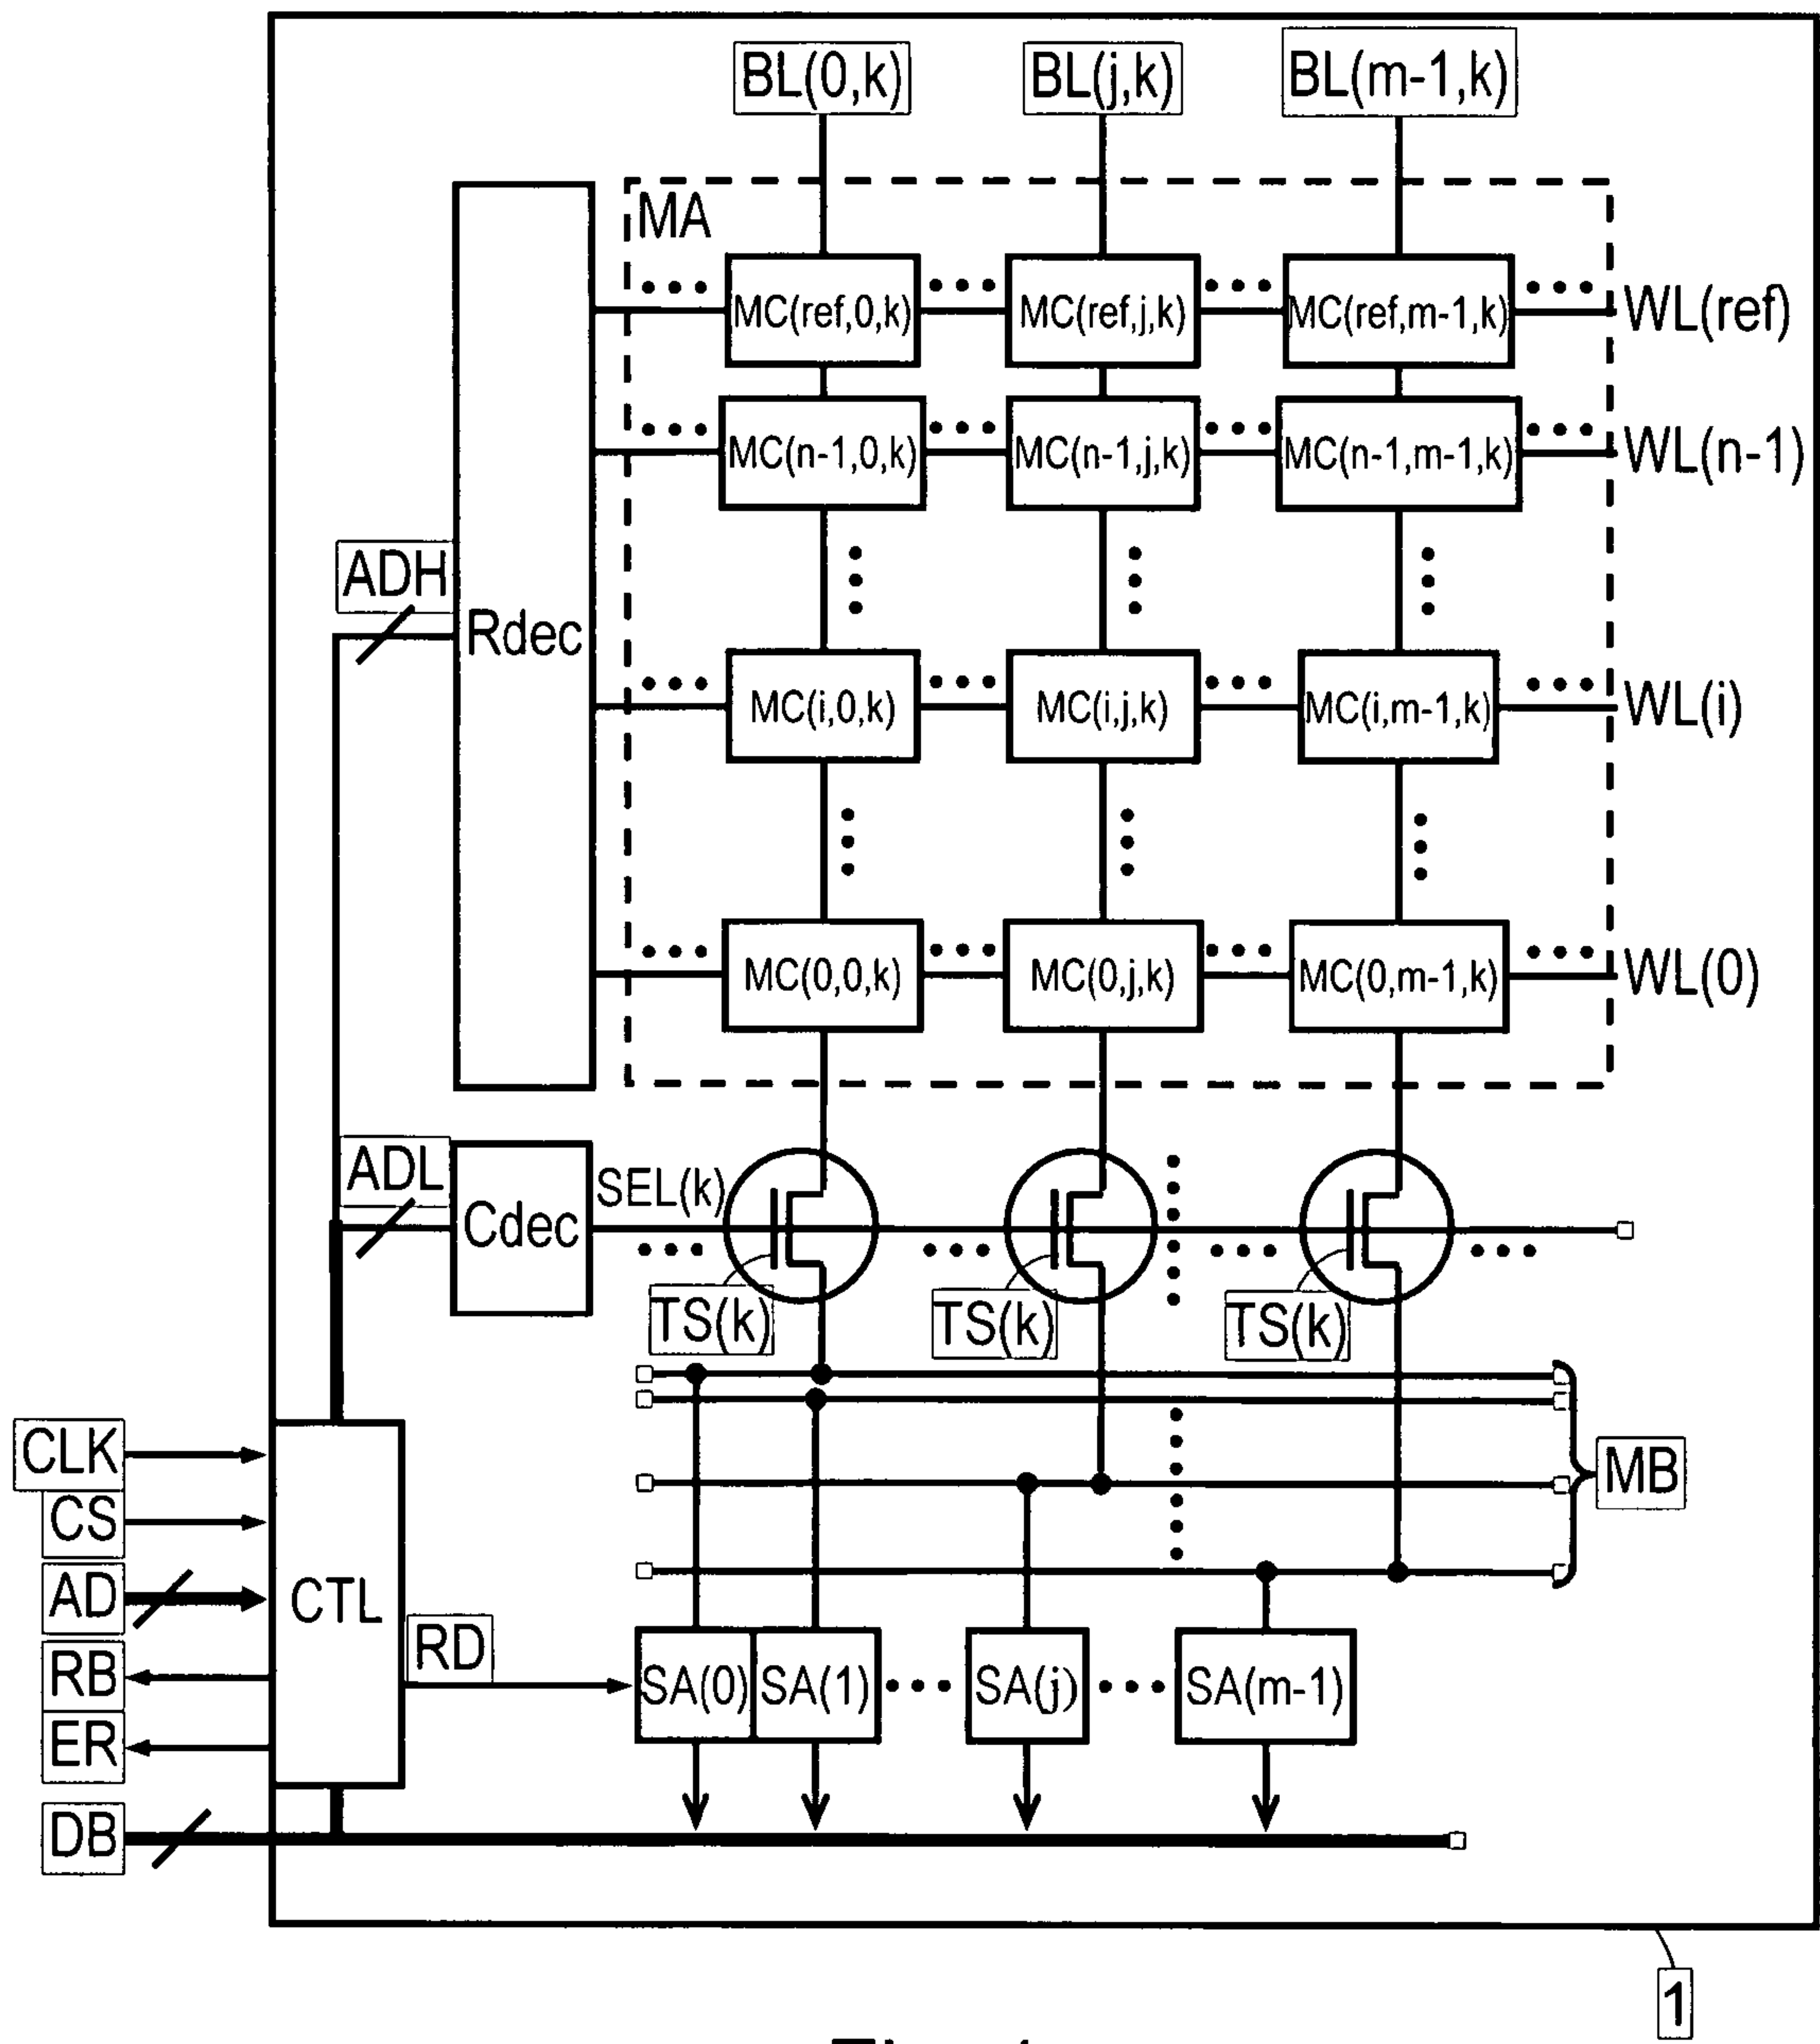 BL(0,k) BL(j,k) BL(m-1,k)
MA
MC(ref,0,k) MC(ref,j,k) MC(ref,m-1,k) WL(ref)
MC(n-1,0,k) MC(n-1,j,k) MC(n-1,m-1,k) WL(n-1)
ADH
Rdec
MC(i,0,k) MC(i,j,k) MC(i,m-1,k) WL(i)
MC(0,0,k) MC(0,j,k) MC(0,m-1,k) WL(0)
ADL
Cdec
SEL(k)
TS(k) TS(k) TS(k)
CLK
MB
CS
AD
CTL
RB
RD
SA(0) SA(1) SA(j) SA(m-1)
ER
DB
1